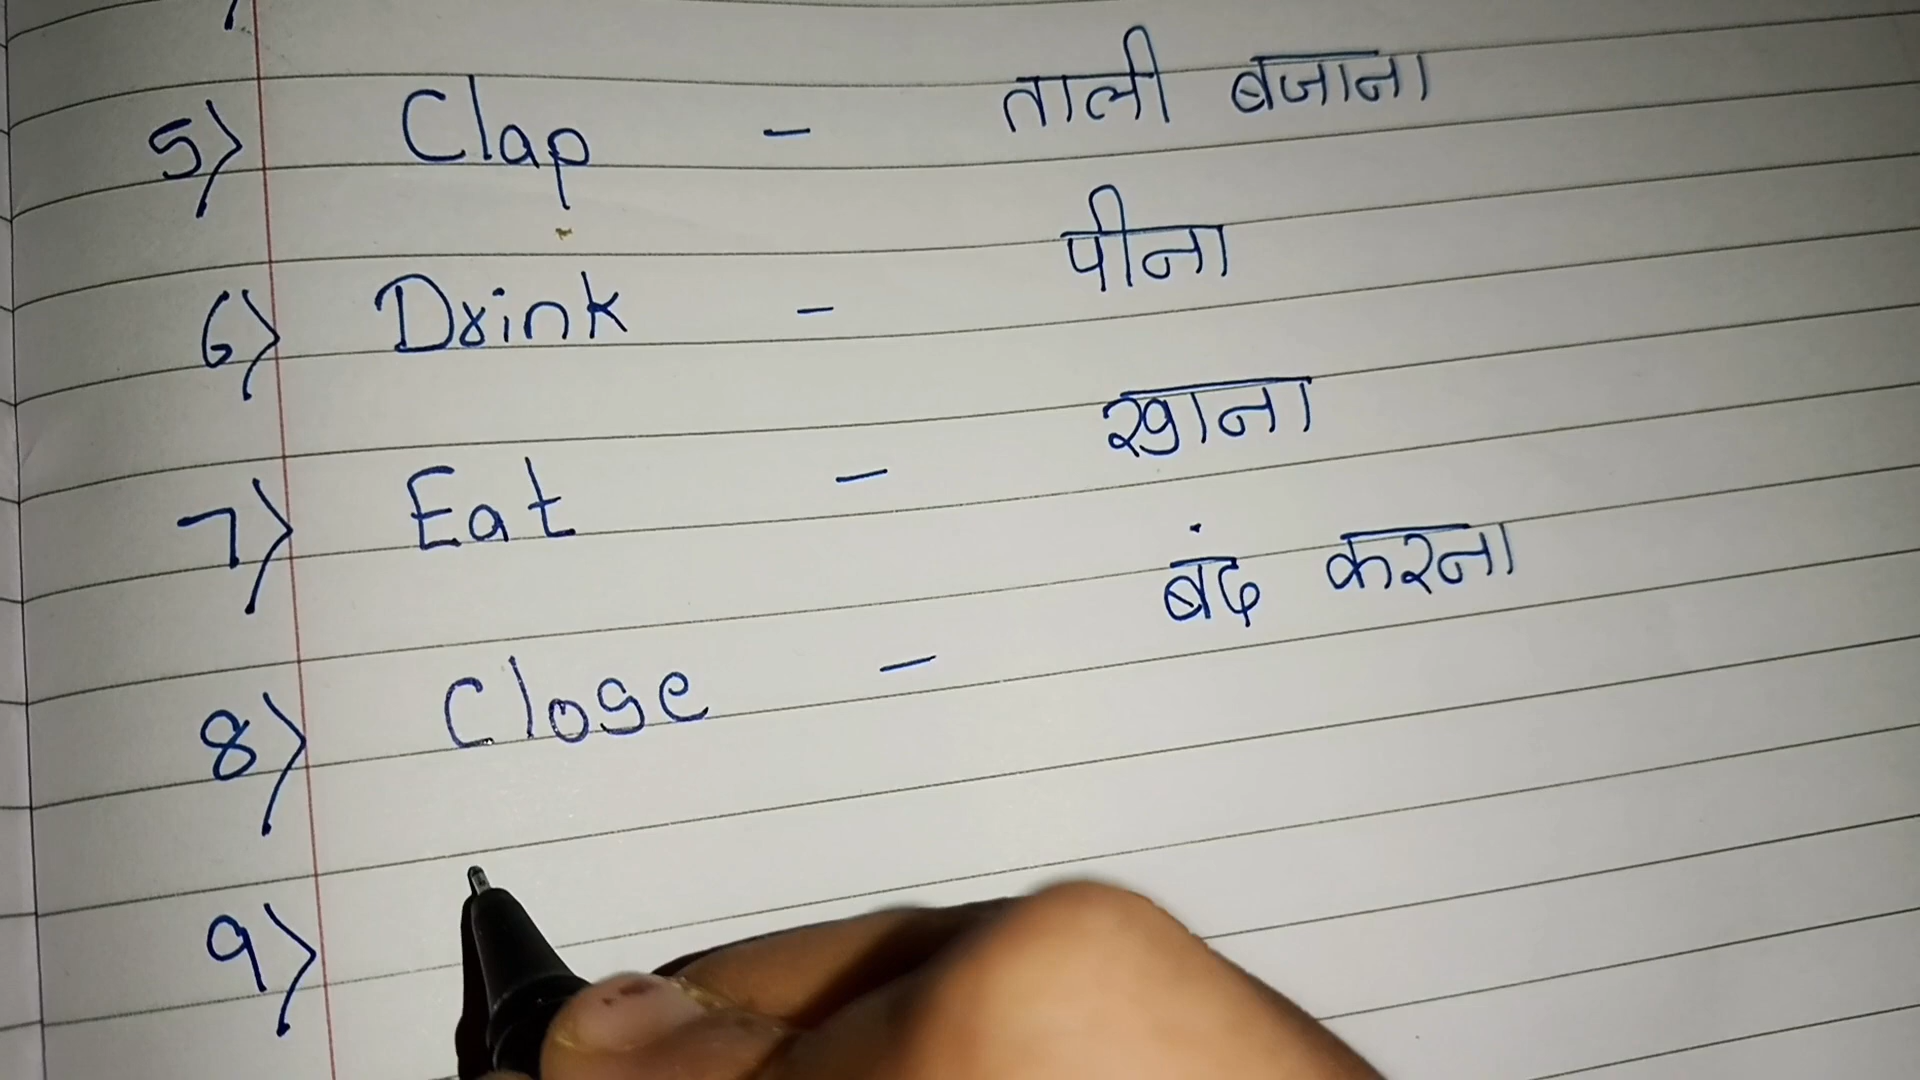 5) Clap - ताली बजाना
6) Drink - पीना
7) Eat - खाना
8) Close - बंद करना
9)